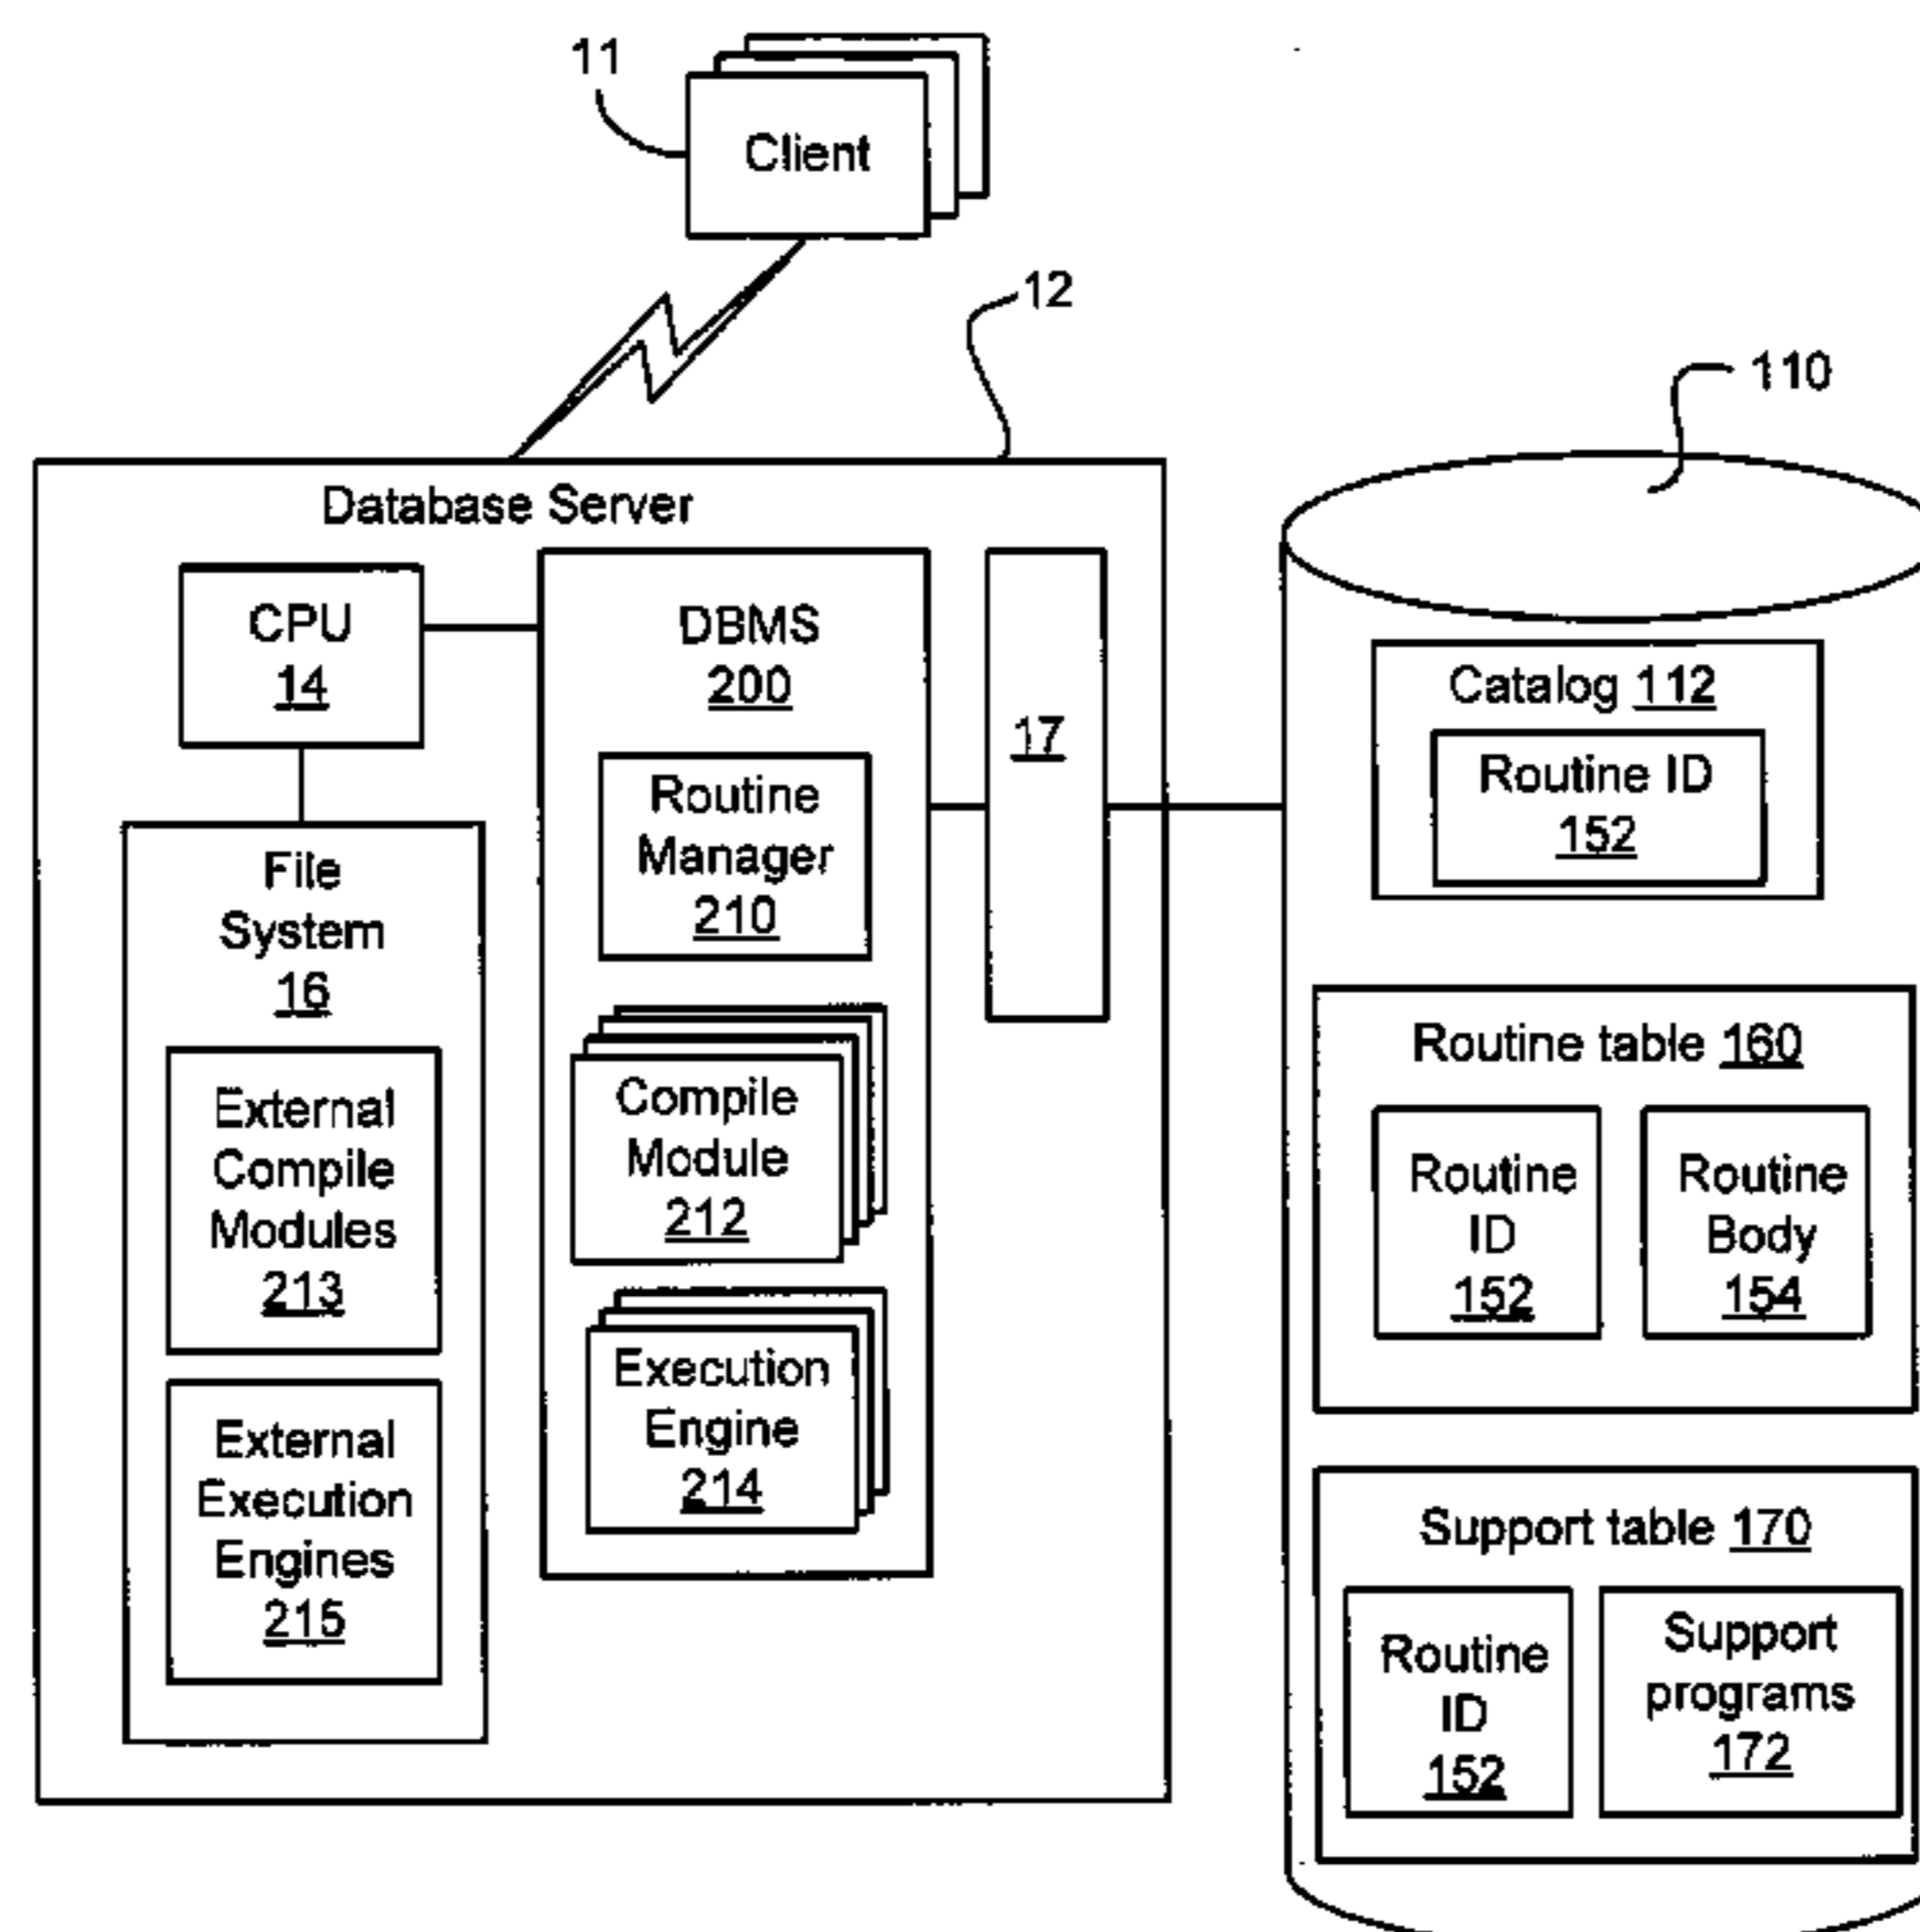 11
Client
12
110
Database Server
CPU
14
DBMS
200
17
Routine
Manager
210
File
System
16
External
Compile
Modules
213
External
Execution
Engines
215
Compile
Module
212
Execution
Engine
214
Catalog 112
Routine ID
152
Routine table 160
Routine
ID
152
Routine
Body
154
Support table 170
Routine
ID
152
Support
programs
172